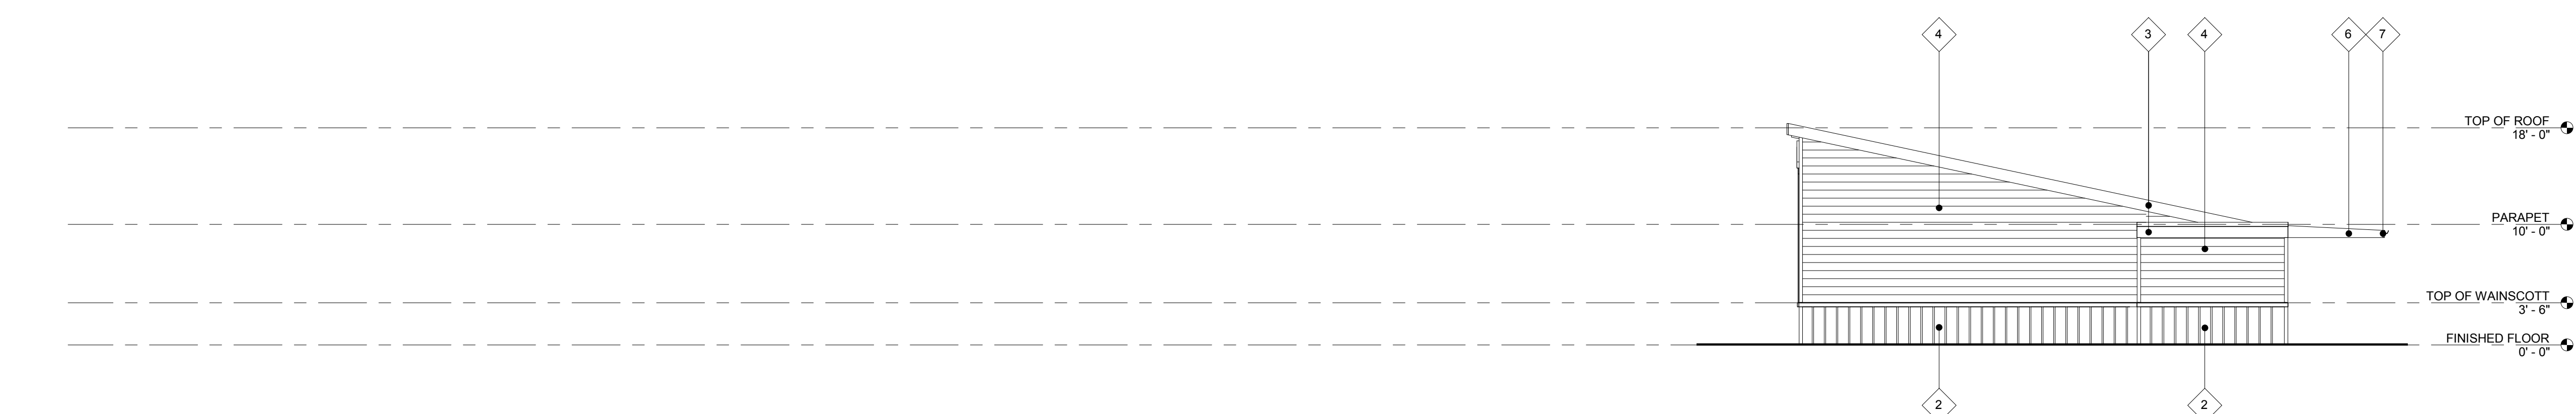 4 3 4 6 7
TOP OF ROOF
18' - 0"
PARAPET
10' - 0"
TOP OF WAINSCOTT
3' - 6"
FINISHED FLOOR
0' - 0"
2 2